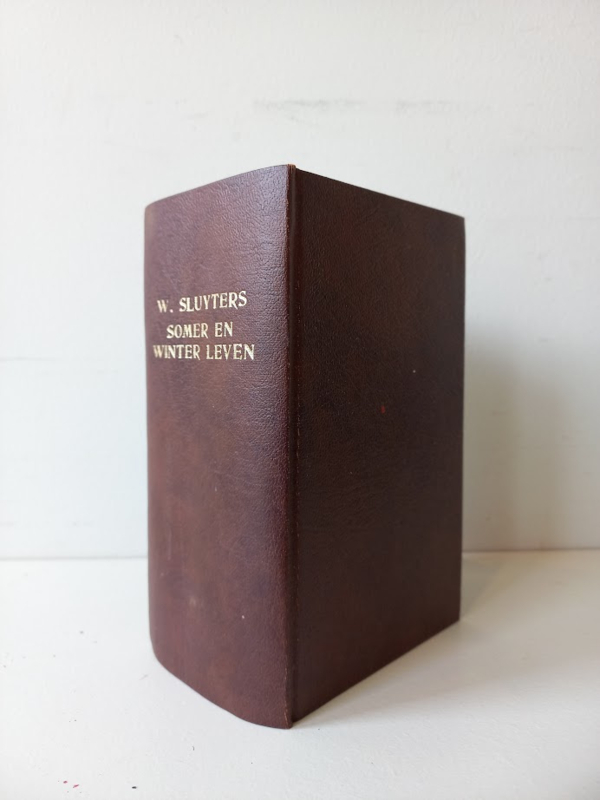 W. SLUYTERS
SOMER EN
WINTER LEVEN